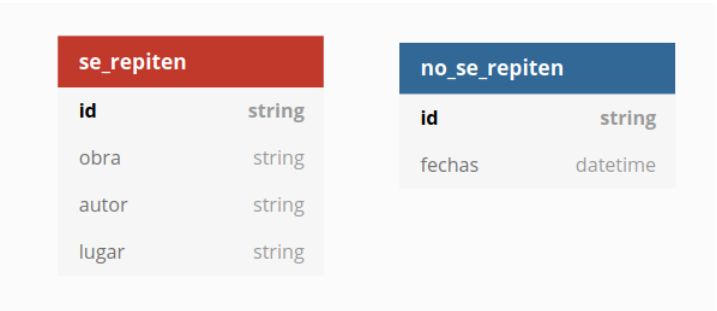 se_repiten
id string
obra string
autor string
lugar string
no_se_repiten
id string
fechas datetime